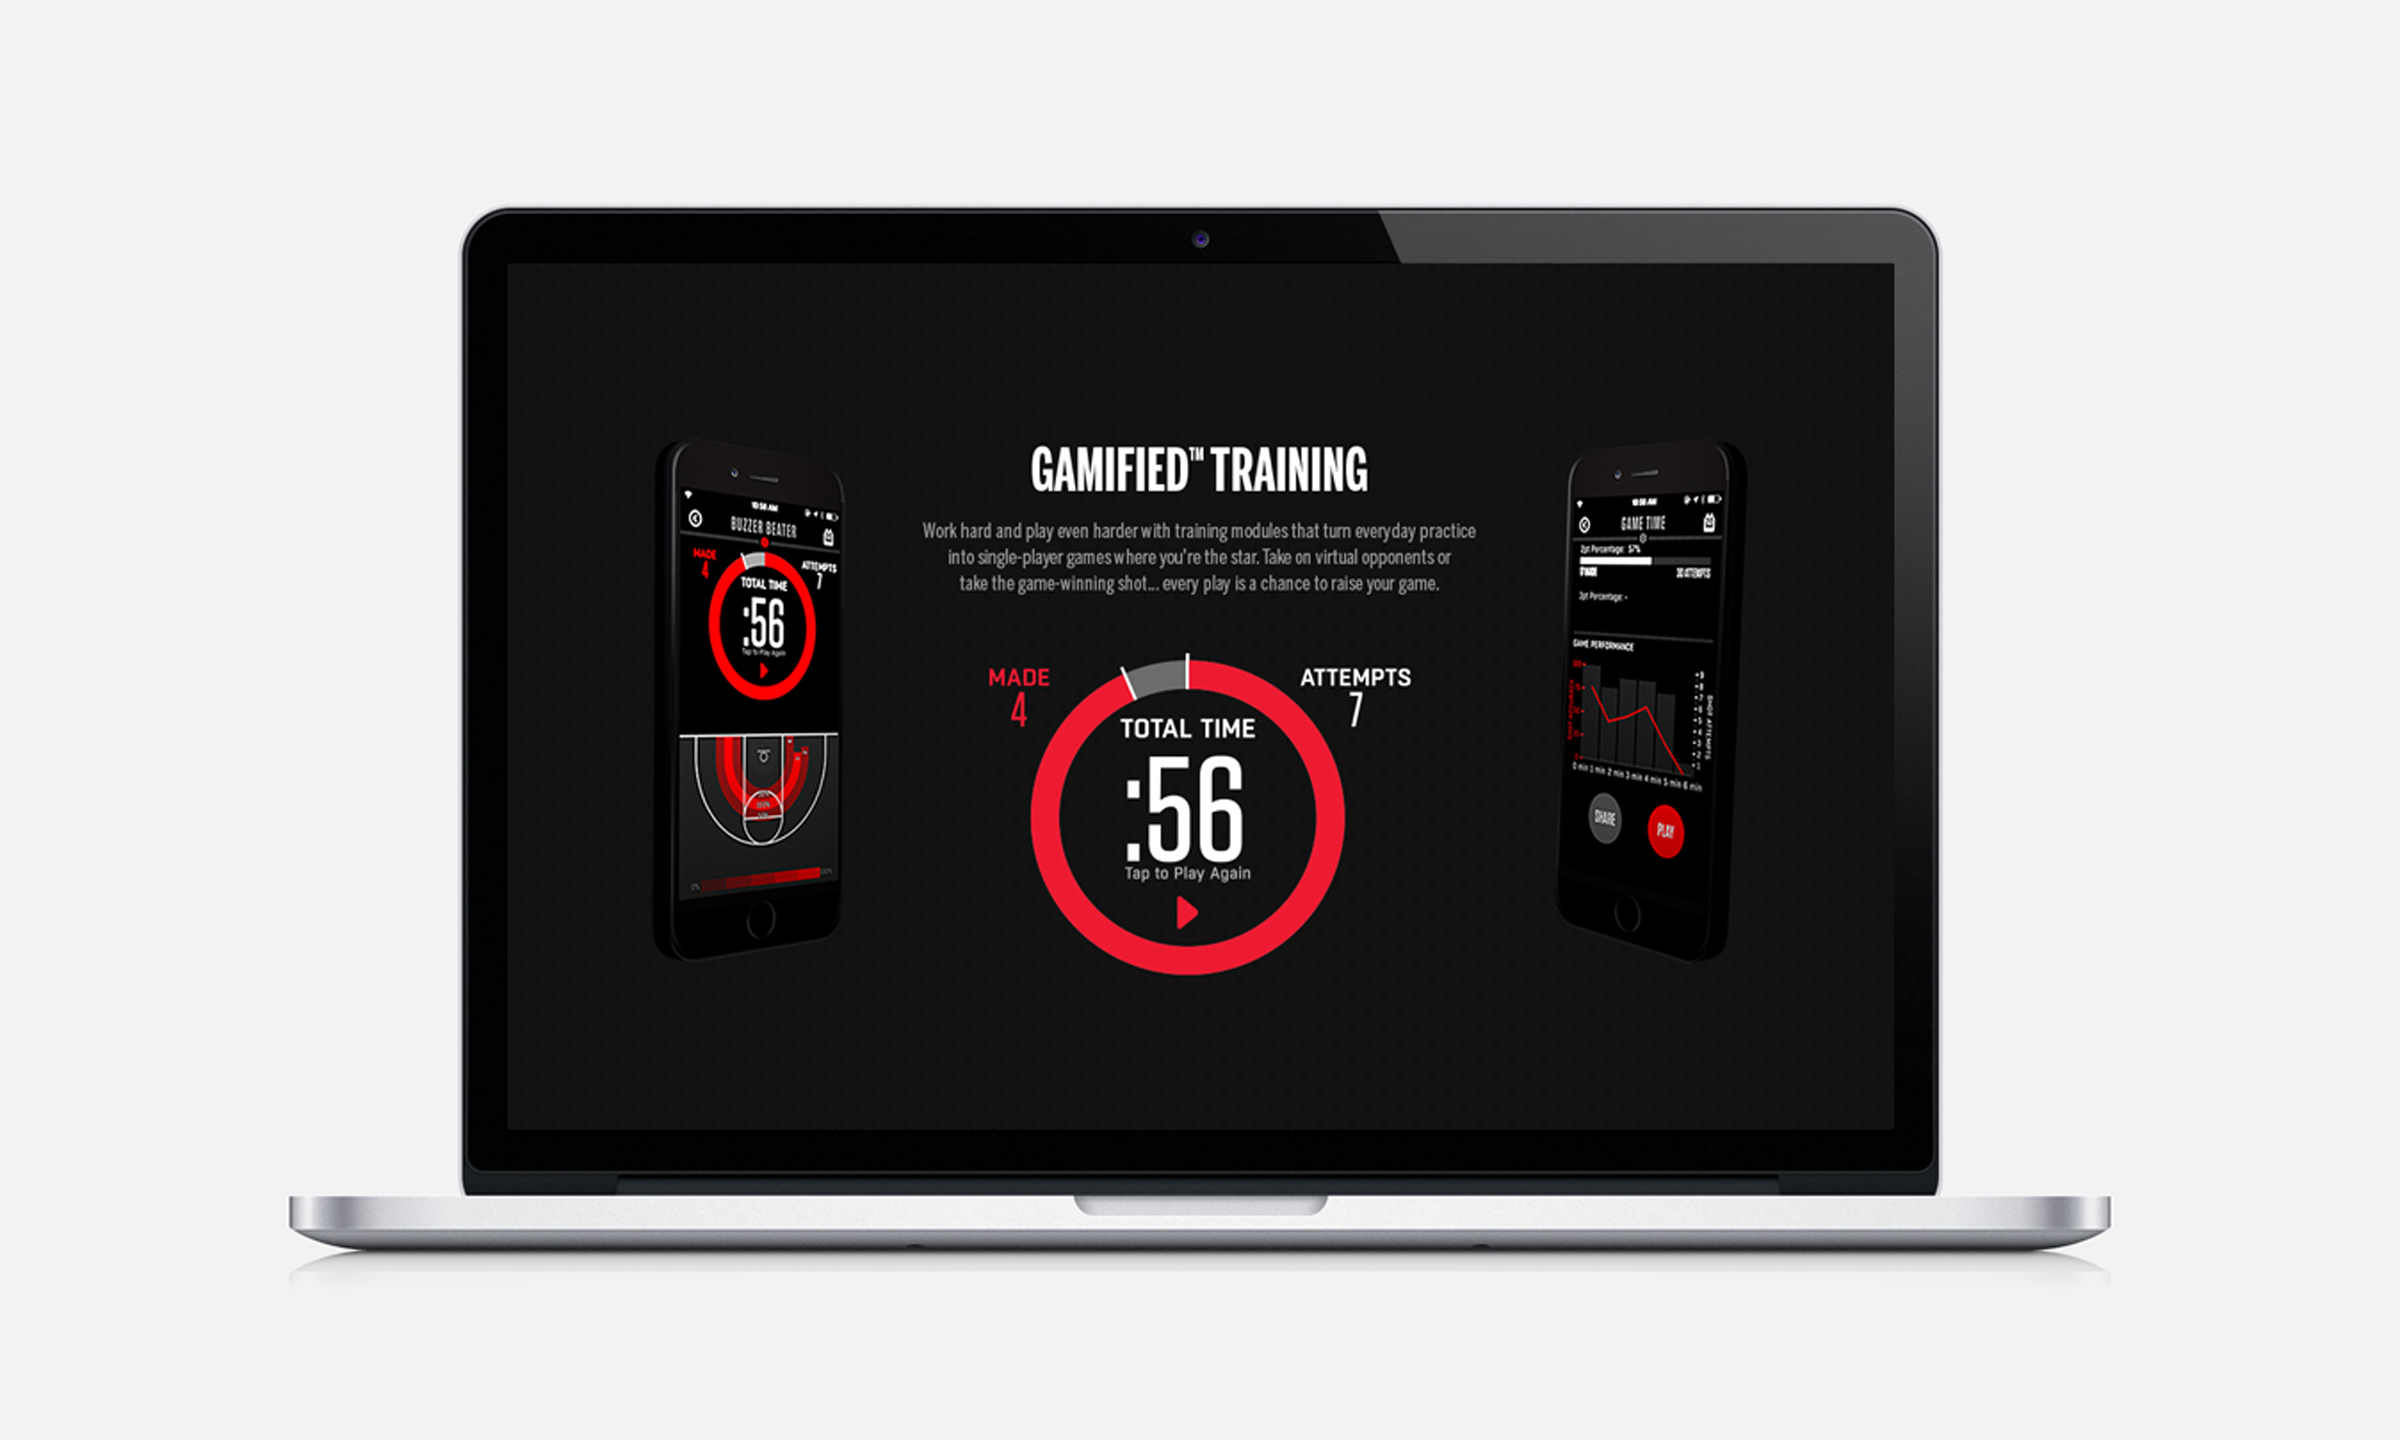 GAMIFIED™ TRAINING
Work hard and play even harder with training modules that turn everyday practice
into single-player games where you're the star. Take on virtual opponents or
take the game-winning shot... every play is a chance to raise your game.
MADE
4
ATTEMPTS
7
TOTAL TIME
:56
Tap to Play Again
10:58 AM
BUZZER BEATER
MADE
4
ATTEMPTS
7
TOTAL TIME
:56
Tap to Play Again
0%
10:58 AM
GAME TIME
2pt Percentage: 57%
30 ATTEMPTS
3pt Percentage: -
GAME PERFORMANCE
SHOT ATTEMPTS
0 min 1 min 2 min 3 min 4 min 5 min 6 min
SHARE
PLAY